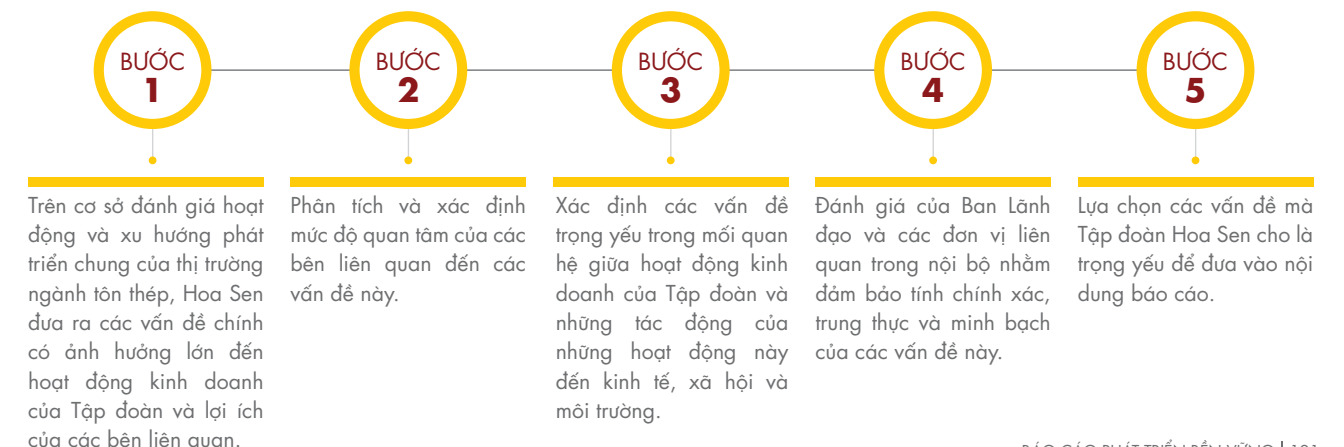 BƯỚC
1
BƯỚC
2
BƯỚC
3
BƯỚC
4
BƯỚC
5
Trên cơ sở đánh giá hoạt
động và xu hướng phát
triển chung của thị trường
ngành tôn thép, Hoa Sen
đưa ra các vấn đề chính
có ảnh hưởng lớn đến
hoạt động kinh doanh
của Tập đoàn và lợi ích
của các bên liên quan.
Phân tích và xác định
mức độ quan tâm của các
bên liên quan đến các
vấn đề này.
Xác định các vấn đề
trọng yếu trong mối quan
hệ giữa hoạt động kinh
doanh của Tập đoàn và
những tác động của
những hoạt động này
đến kinh tế, xã hội và
môi trường.
Đánh giá của Ban Lãnh
đạo và các đơn vị liên
quan trong nội bộ nhằm
đảm bảo tính chính xác,
trung thực và minh bạch
của các vấn đề này.
Lựa chọn các vấn đề mà
Tập đoàn Hoa Sen cho là
trọng yếu để đưa vào nội
dung báo cáo.
BÁO CÁO PHÁT TRIỂN BỀN VỮNG